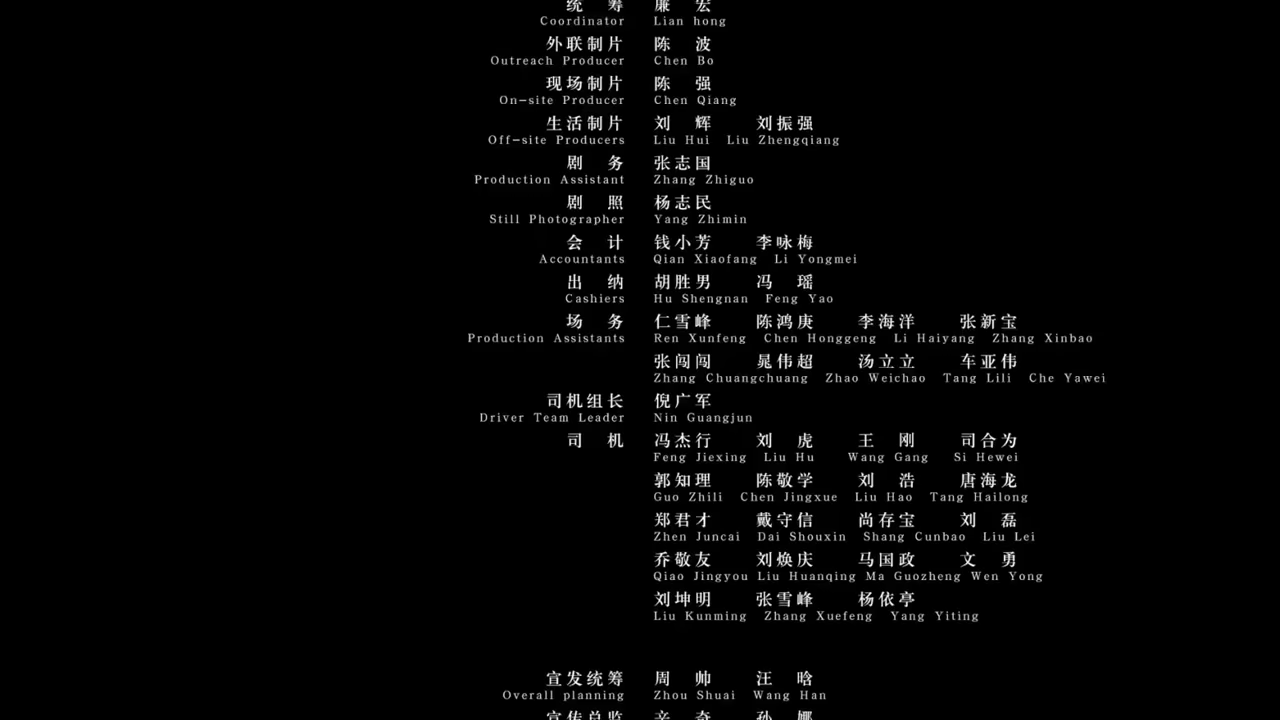 统 筹 廉 宏
Coordinator Lian hong
外联制片 陈 波
Outreach Producer Chen Bo
现场制片 陈 强
On-site Producer Chen Qiang
生活制片 刘 辉 刘振强
Off-site Producers Liu Hui Liu Zhengqiang
剧 务 张志国
Production Assistant Zhang Zhiguo
剧 照 杨志民
Still Photographer Yang Zhimin
会 计 钱小芳 李咏梅
Accountants Qian Xiaofang Li Yongmei
出 纳 胡胜男 冯 瑶
Cashiers Hu Shengnan Feng Yao
场 务 仁雪峰 陈鸿庚 李海洋 张新宝
Production Assistants Ren Xunfeng Chen Honggeng Li Haiyang Zhang Xinbao
张闯闯 晁伟超 汤立立 车亚伟
Zhang Chuangchuang Zhao Weichao Tang Lili Che Yawei
司机组长 倪广军
Driver Team Leader Nin Guangjun
司 机 冯杰行 刘 虎 王 刚 司合为
Feng Jiexing Liu Hu Wang Gang Si Hewei
郭知理 陈敬学 刘 浩 唐海龙
Guo Zhili Chen Jingxue Liu Hao Tang Hailong
郑君才 戴守信 尚存宝 刘 磊
Zhen Juncai Dai Shouxin Shang Cunbao Liu Lei
乔敬友 刘焕庆 马国政 文 勇
Qiao Jingyou Liu Huanqing Ma Guozheng Wen Yong
刘坤明 张雪峰 杨依亭
Liu Kunming Zhang Xuefeng Yang Yiting
宣发统筹 周 帅 汪 晗
Overall planning Zhou Shuai Wang Han
宣传总监 辛 奇 孙 娜